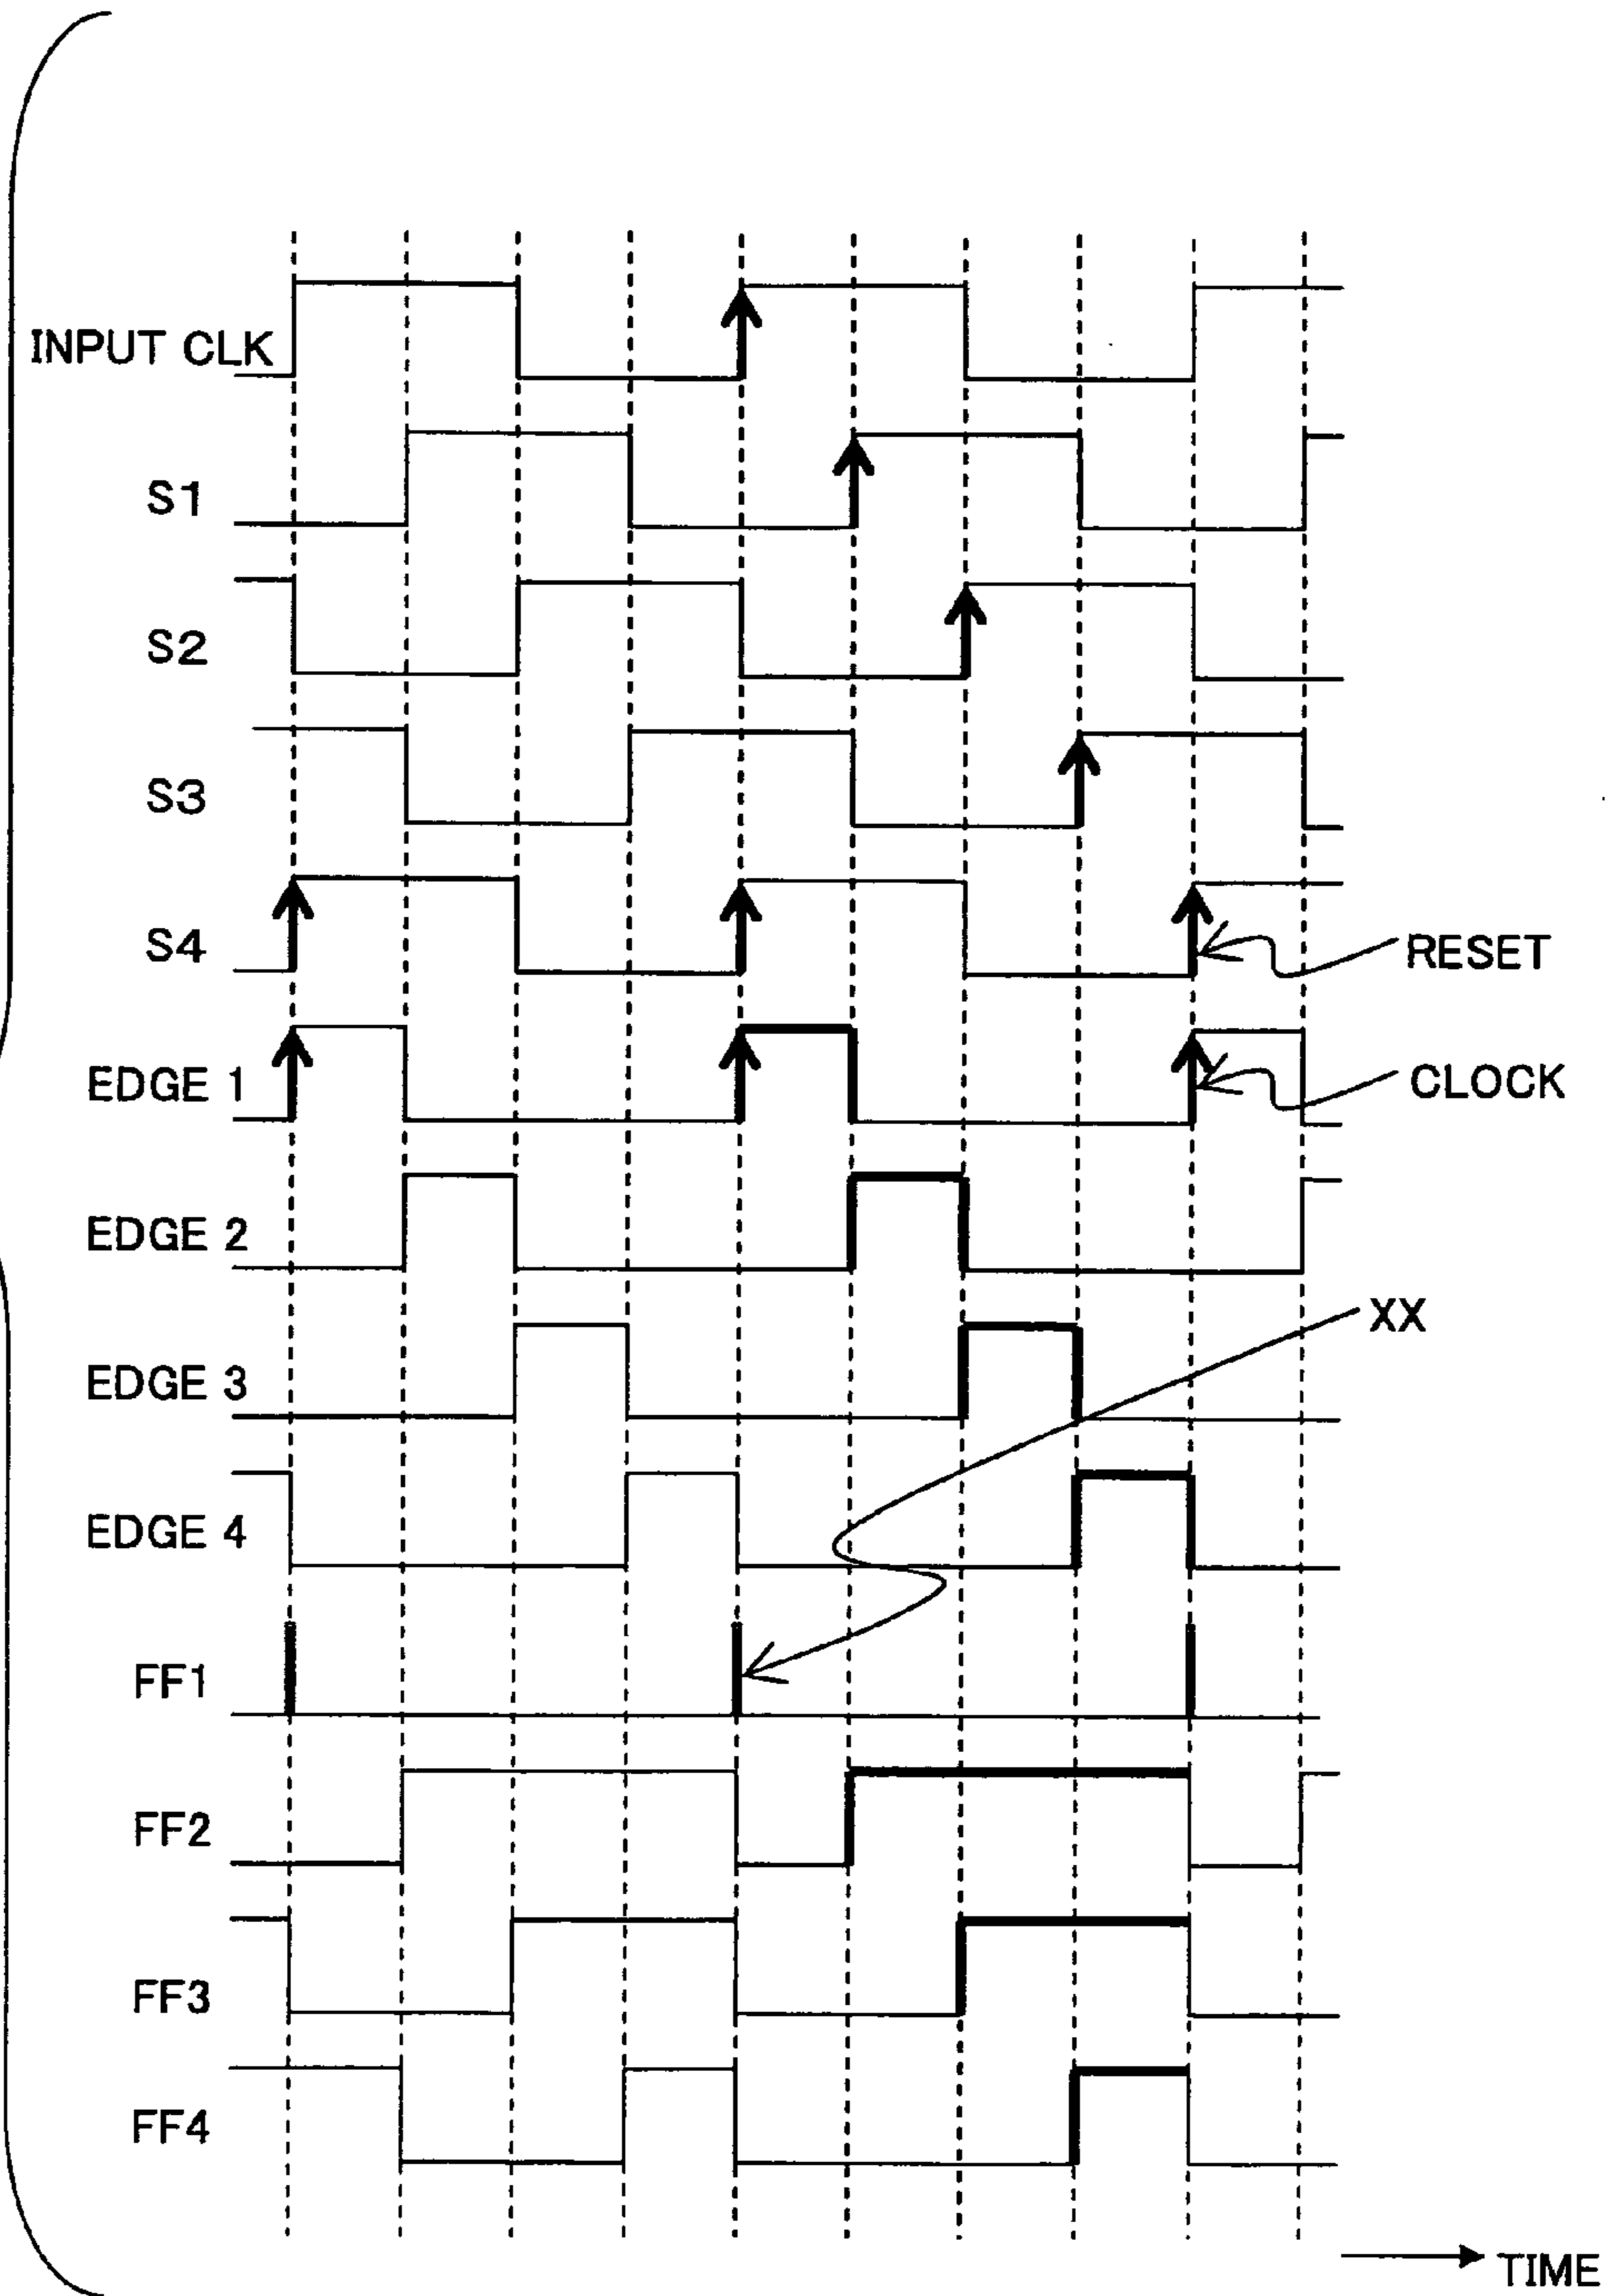 INPUT CLK
S1
S2
S3
S4
RESET
EDGE 1
CLOCK
EDGE 2
XX
EDGE 3
EDGE 4
FF1
FF2
FF3
FF4
TIME